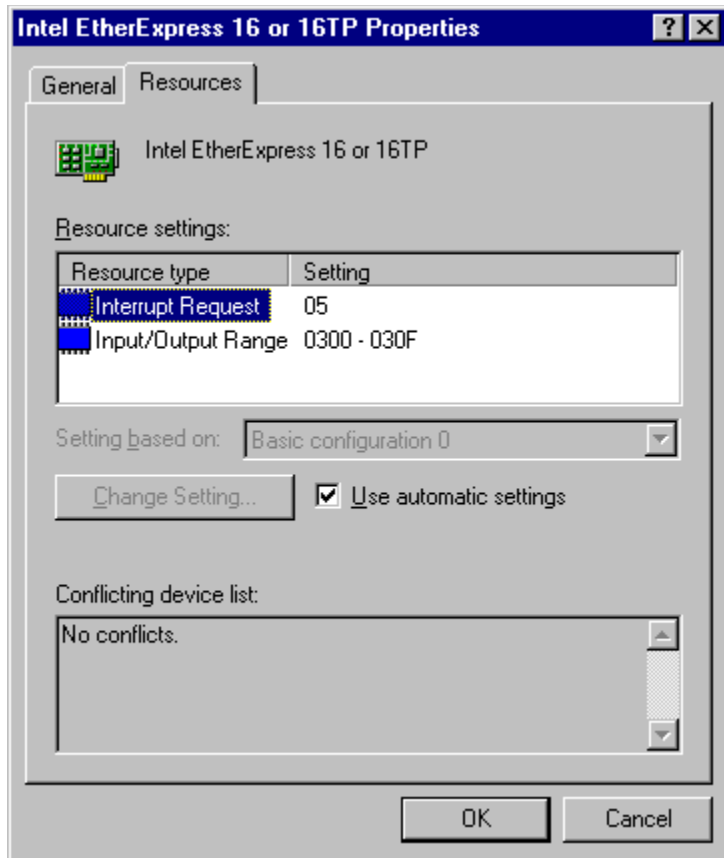 Intel EtherExpress 16 or 16TP Properties
General Resources
Intel EtherExpress 16 or 16TP
Resource settings:
Resource type Setting
Interrupt Request 05
Input/Output Range 0300 - 030F
Setting based on: Basic configuration 0
Change Setting... Use automatic settings
Conflicting device list:
No conflicts.
OK Cancel